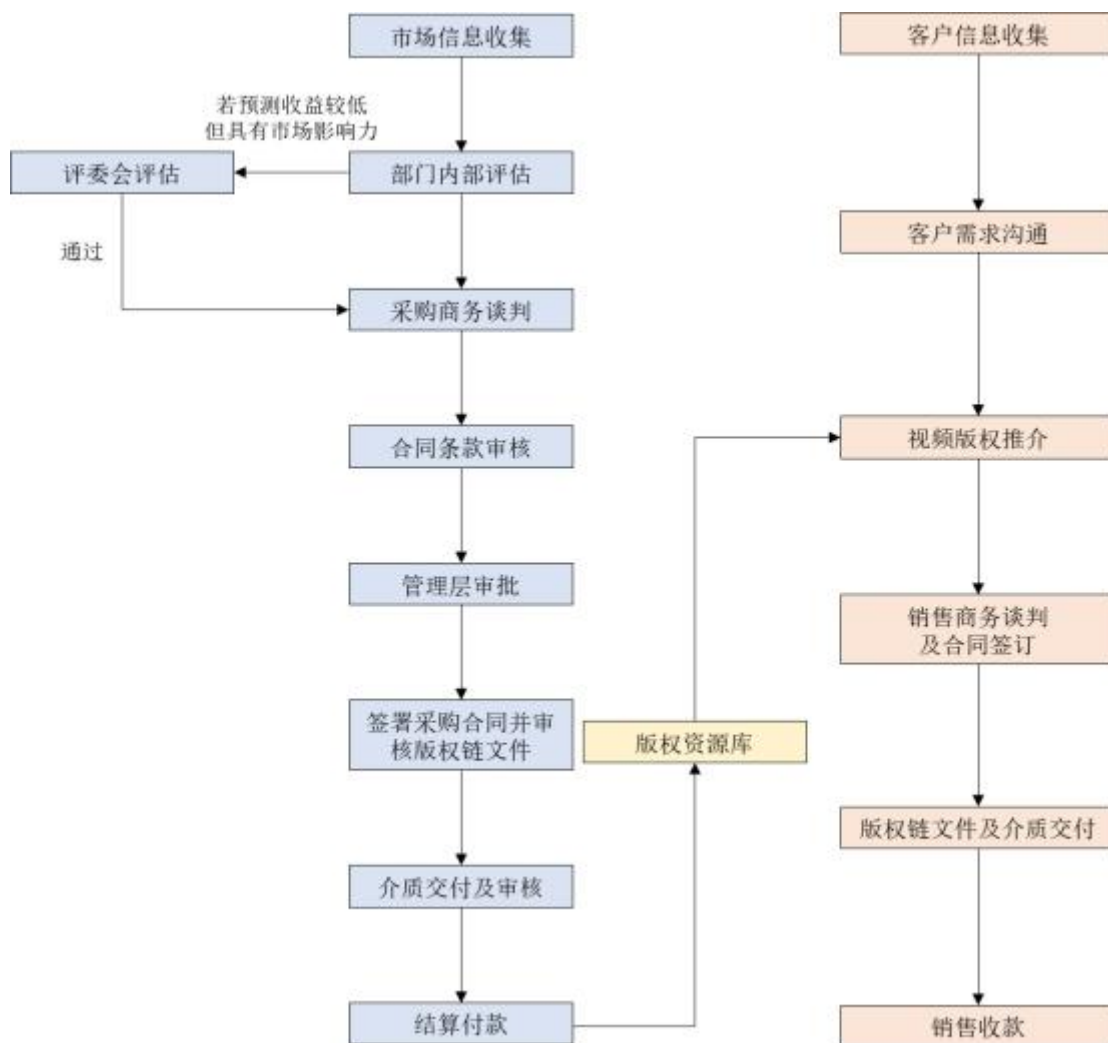 市场信息收集
客户信息收集
若预测收益较低
但具有市场影响力
评委会评估
部门内部评估
客户需求沟通
通过
采购商务谈判
合同条款审核
视频版权推介
管理层审批
销售商务谈判
及合同签订
签署采购合同并审
核版权链文件
版权资源库
版权链文件及介质交付
介质交付及审核
结算付款
销售收款